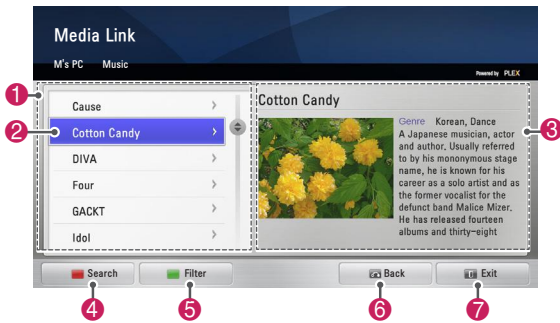 Media Link
M's PC Music
Powered by PLEX
1
Cause
2
Cotton Candy
DIVA
Four
GACKT
Idol
Cotton Candy
3
Genre Korean, Dance
A Japanese musician, actor
and author. Usually referred
to by his mononymous stage
name, he is known for his
career as a solo artist and as
the former vocalist for the
defunct band Malice Mizer.
He has released fourteen
albums and thirty-eight
Search
Filter
Back
Exit
4
5
6
7